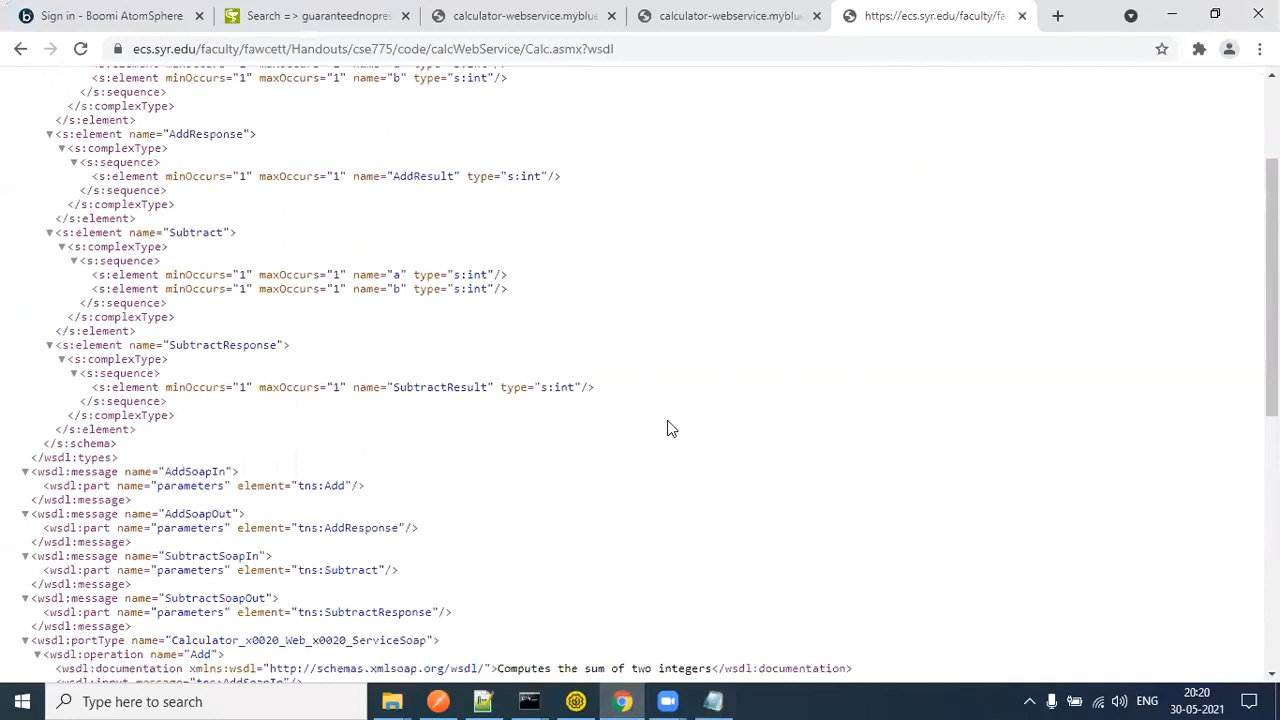 Sign in - Boomi AtomSphere
Search => guaranteednopres
calculator-webservice.myblue
calculator-webservice.myblue
https://ecs.syr.edu/faculty/fa
ecs.syr.edu/faculty/fawcett/Handouts/cse775/code/calcWebService/Calc.asmx?wsdl
<s:element minOccurs="1" maxOccurs="1" name="b" type="s:int"/>
</s:sequence>
</s:complexType>
</s:element>
▼<s:element name="AddResponse">
▼<s:complexType>
▼<s:sequence>
<s:element minOccurs="1" maxOccurs="1" name="AddResult" type="s:int"/>
</s:sequence>
</s:complexType>
</s:element>
▼<s:element name="Subtract">
▼<s:complexType>
▼<s:sequence>
<s:element minOccurs="1" maxOccurs="1" name="a" type="s:int"/>
<s:element minOccurs="1" maxOccurs="1" name="b" type="s:int"/>
</s:sequence>
</s:complexType>
</s:element>
▼<s:element name="SubtractResponse">
▼<s:complexType>
▼<s:sequence>
<s:element minOccurs="1" maxOccurs="1" name="SubtractResult" type="s:int"/>
</s:sequence>
</s:complexType>
</s:element>
</s:schema>
</wsdl:types>
▼<wsdl:message name="AddSoapIn">
<wsdl:part name="parameters" element="tns:Add"/>
</wsdl:message>
▼<wsdl:message name="AddSoapOut">
<wsdl:part name="parameters" element="tns:AddResponse"/>
</wsdl:message>
▼<wsdl:message name="SubtractSoapIn">
<wsdl:part name="parameters" element="tns:Subtract"/>
</wsdl:message>
▼<wsdl:message name="SubtractSoapOut">
<wsdl:part name="parameters" element="tns:SubtractResponse"/>
</wsdl:message>
▼<wsdl:portType name="Calculator_x0020_Web_x0020_ServiceSoap">
▼<wsdl:operation name="Add">
<wsdl:documentation xmlns:wsdl="http://schemas.xmlsoap.org/wsdl/">Computes the sum of two integers</wsdl:documentation>
<wsdl:input message="tns:AddSoapIn"/>
Type here to search
ENG
20:20
30-05-2021